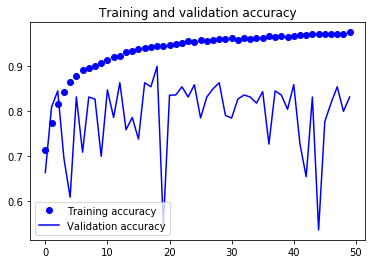 Training and validation accuracy
0.9
0.8
0.7
0.6
Training accuracy
Validation accuracy
0 10 20 30 40 50